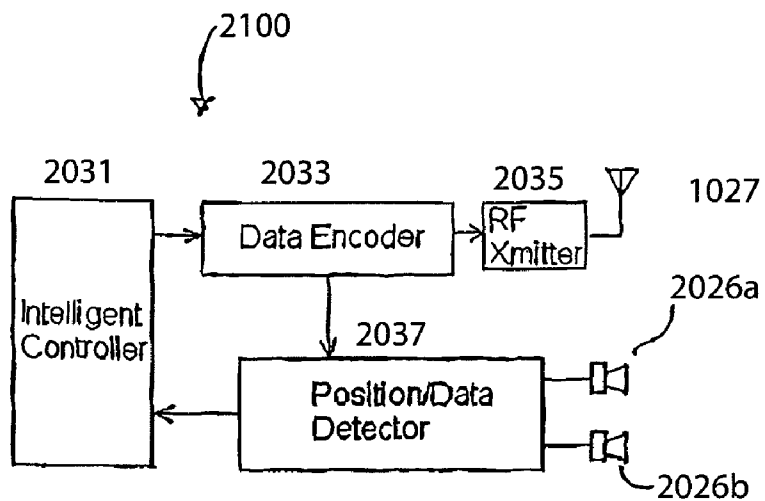 2100
2031
2033
2035
1027
Data Encoder
RF
Xmitter
2026a
Intelligent
Controller
2037
Position/Data
Detector
2026b